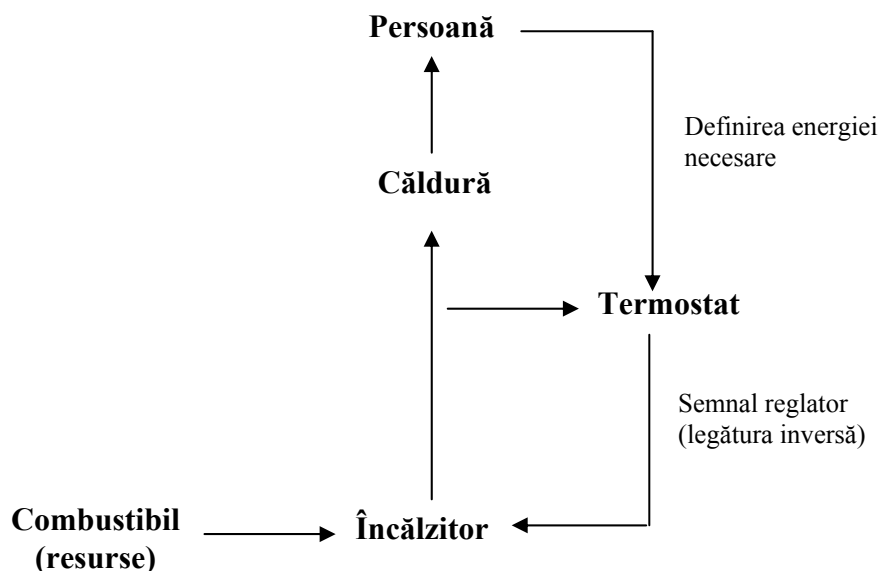 Persoană
Definirea energiei
necesare
Căldură
Termostat
Semnal reglator
(legătura inversă)
Combustibil
(resurse)
Încălzitor